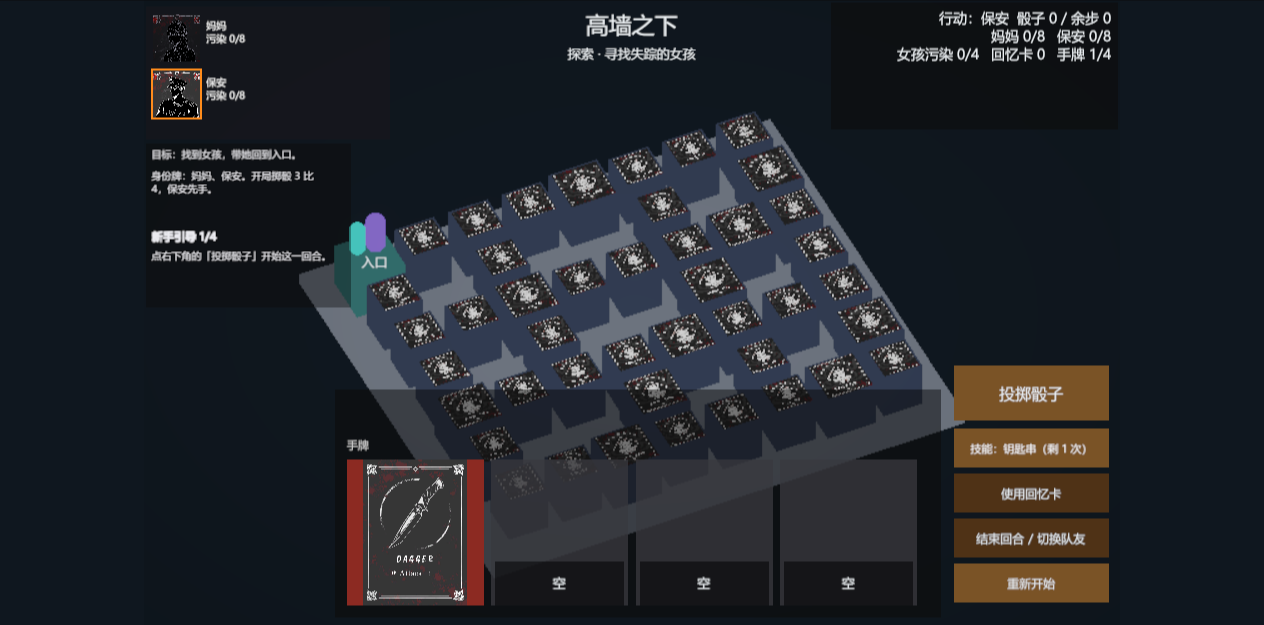 妈妈
污染 0/8
保安
污染 0/8
高墙之下
探索 · 寻找失踪的女孩
行动: 保安 骰子 0 / 余步 0
妈妈 0/8 保安 0/8
女孩污染 0/4 回忆卡 0 手牌 1/4
目标: 找到女孩, 带她回到入口。
身份牌: 妈妈、保安。开局掷骰 3 比
4, 保安先手。
新手引导 1/4
点右下角的「投掷骰子」开始这一回合。
入口
手牌
DAGGER
空
空
空
投掷骰子
技能: 钥匙串 (剩 1 次)
使用回忆卡
结束回合 / 切换队友
重新开始